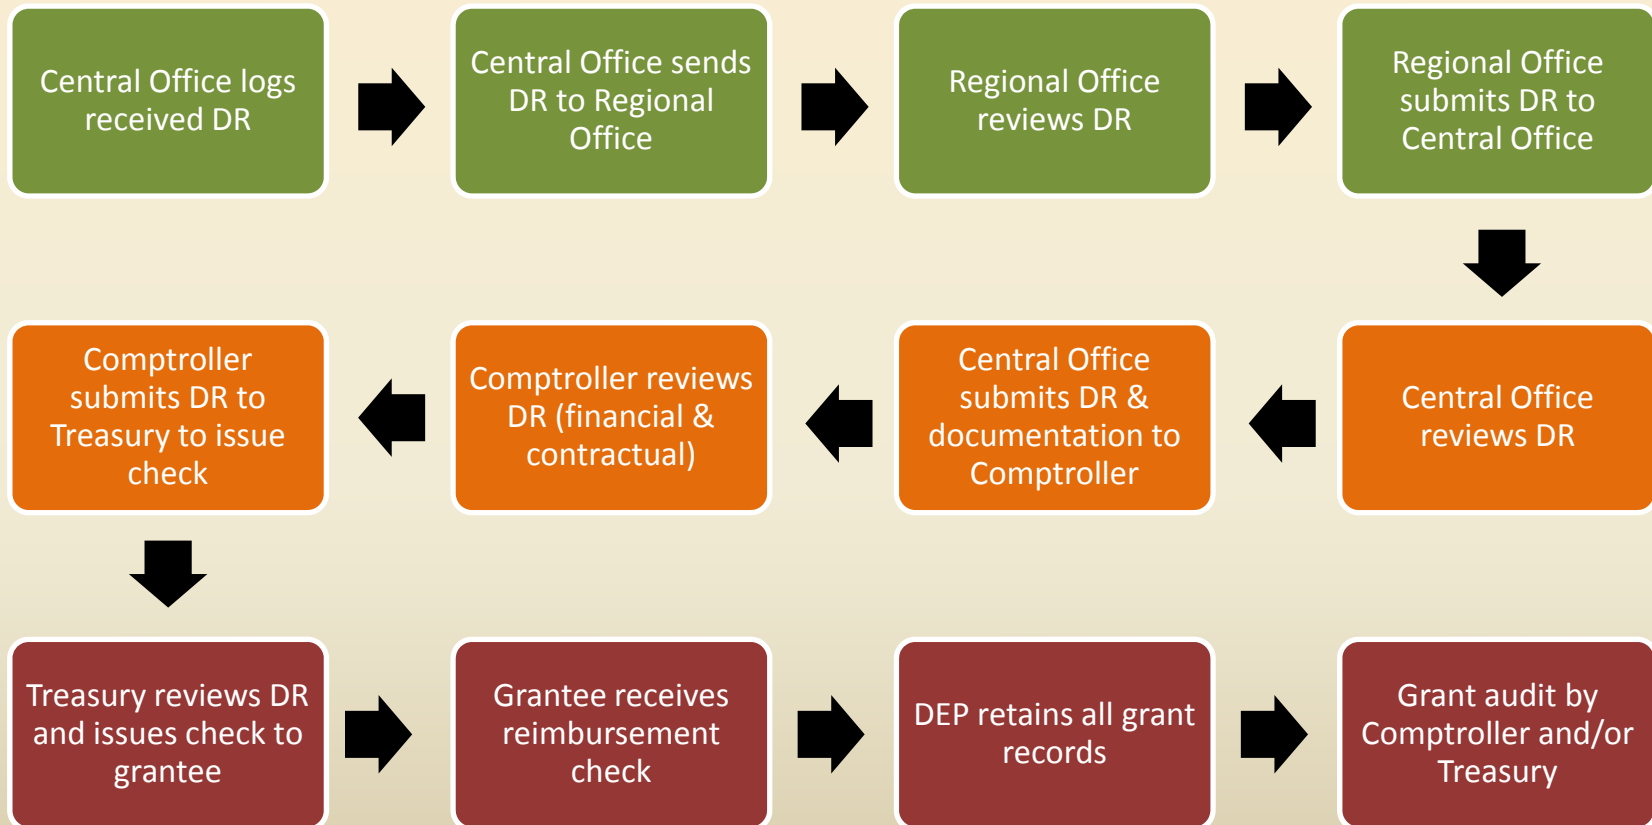 Central Office logs
received DR
Central Office sends
DR to Regional
Office
Regional Office
reviews DR
Regional Office
submits DR to
Central Office
Comptroller
submits DR to
Treasury to issue
check
Comptroller reviews
DR (financial &
contractual)
Central Office
submits DR &
documentation to
Comptroller
Central Office
reviews DR
Treasury reviews DR
and issues check to
grantee
Grantee receives
reimbursement
check
DEP retains all grant
records
Grant audit by
Comptroller and/or
Treasury